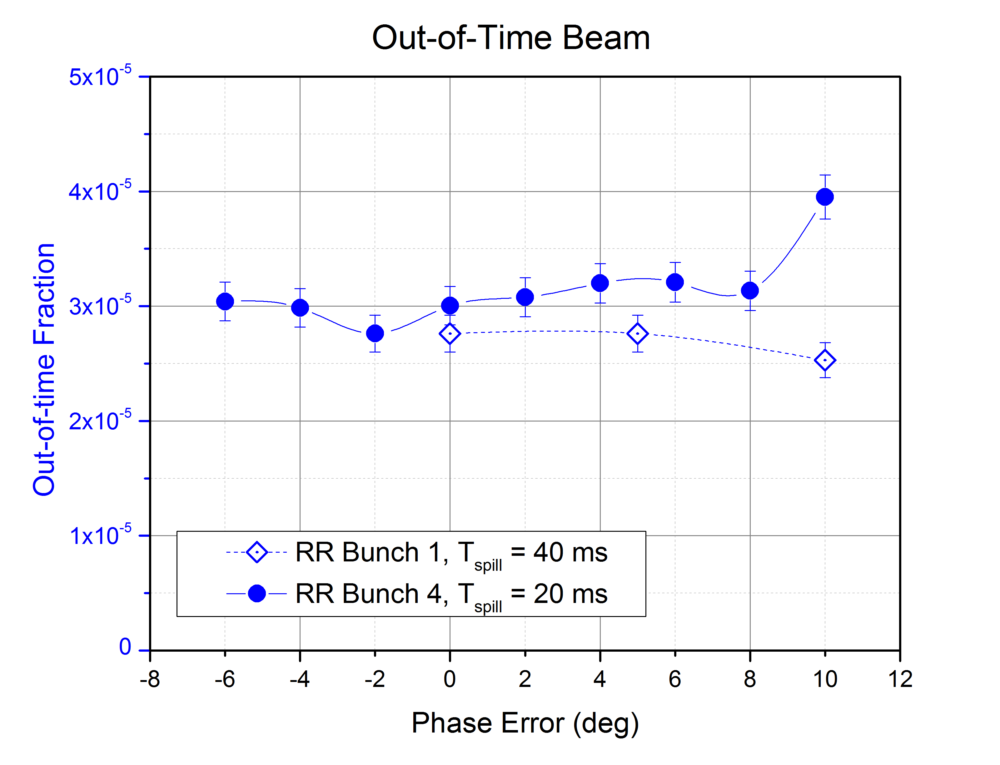 Out-of-Time Beam
5x10⁻⁵
4x10⁻⁵
3x10⁻⁵
2x10⁻⁵
1x10⁻⁵
0
Out-of-time Fraction
RR Bunch 1, Tspill = 40 ms
RR Bunch 4, Tspill = 20 ms
-8 -6 -4 -2 0 2 4 6 8 10 12
Phase Error (deg)